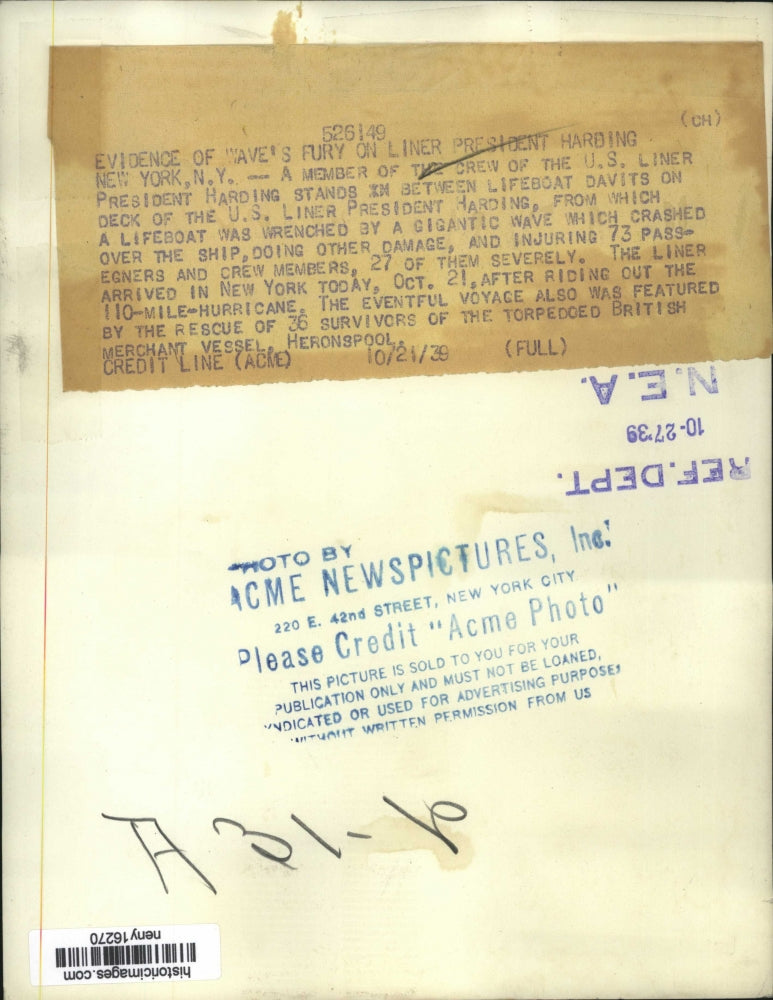 526149
(CH)
EVIDENCE OF WAVE'S FURY ON LINER PRESIDENT HARDING
NEW YORK, N.Y. -- A MEMBER OF THE CREW OF THE U.S. LINER
PRESIDENT HARDING STANDS IN BETWEEN LIFEBOAT DAVITS ON
DECK OF THE U.S. LINER PRESIDENT HARDING, FROM WHICH
A LIFEBOAT WAS WRENCHED BY A GIGANTIC WAVE WHICH CRASHED
OVER THE SHIP, DOING OTHER DAMAGE, AND INJURING 73 PASS-
EGNERS AND CREW MEMBERS, 27 OF THEM SEVERELY. THE LINER
ARRIVED IN NEW YORK TODAY, OCT. 21, AFTER RIDING OUT THE
110-MILE-HURRICANE. THE EVENTFUL VOYAGE ALSO WAS FEATURED
BY THE RESCUE OF 36 SURVIVORS OF THE TORPEDOED BRITISH
MERCHANT VESSEL, HERONSPOOL.
CREDIT LINE (ACME) 10/21/39 (FULL)
N.E.A.
10-27'39
REF. DEPT.
PHOTO BY
ACME NEWSPICTURES, Inc.
220 E. 42nd STREET, NEW YORK CITY
Please Credit "Acme Photo"
THIS PICTURE IS SOLD TO YOU FOR YOUR
PUBLICATION ONLY AND MUST NOT BE LOANED,
SYNDICATED OR USED FOR ADVERTISING PURPOSES
WITHOUT WRITTEN PERMISSION FROM US
neny16270
historicimages.com